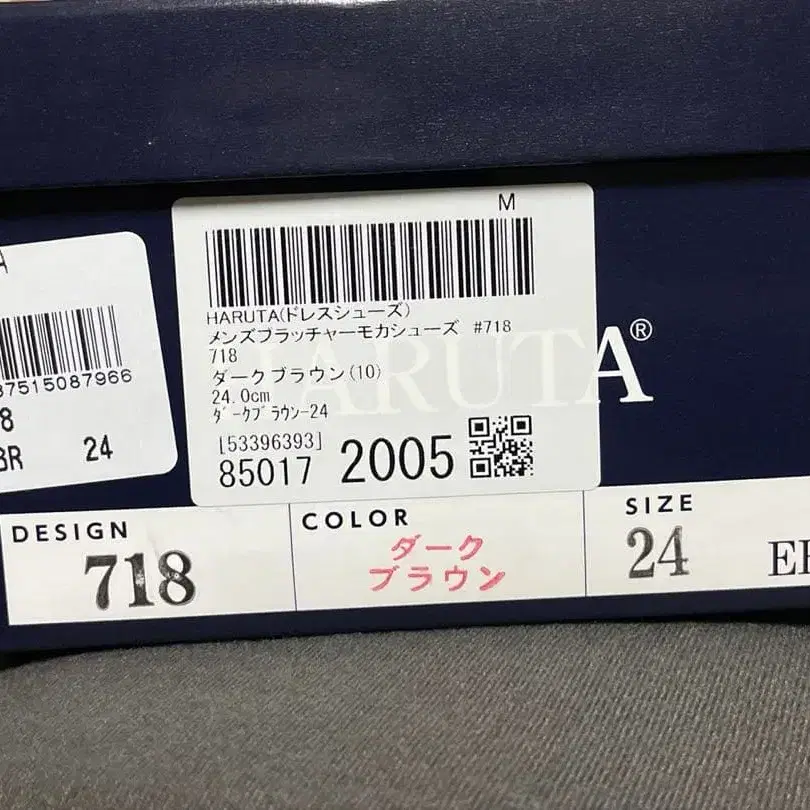 M
HARUTA(ドレスシューズ)
メンズブラッチャーモカシューズ #718
718
ダークブラウン(10)
24.0cm
ダークブラウン-24
[53396393]
85017 2005
HARUTA®
A
37515087966
8
BR 24
DESIGN
718
COLOR
ダーク
ブラウン
SIZE
24